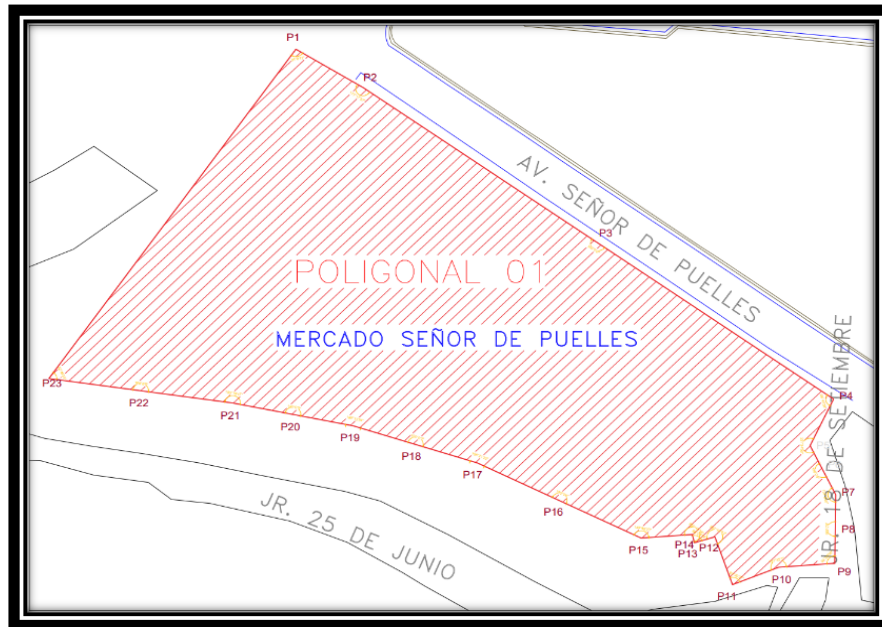 P1
P2
AV. SEÑOR DE PUELLES
P3
POLIGONAL 01
MERCADO SEÑOR DE PUELLES
P23
P22
P21
P20
P19
P18
P17
P16
P15
P14
P13
P12
P11
P10
P9
P8
P7
P4
JR. 18 DE SETIEMBRE
JR. 25 DE JUNIO